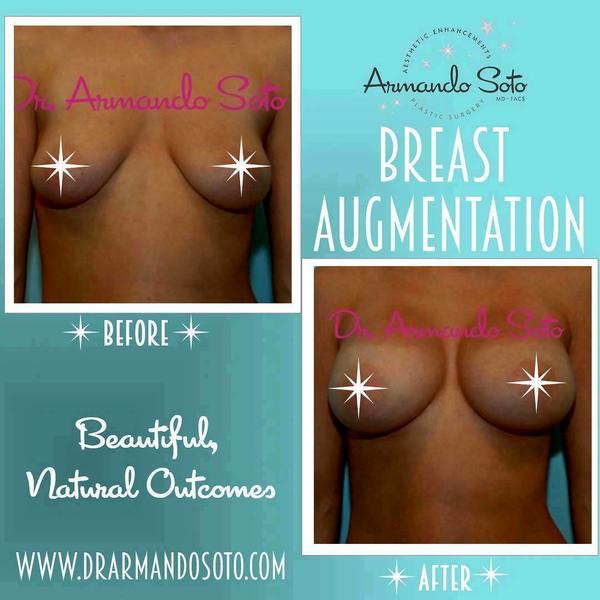 Dr. Armando Soto
AESTHETIC ENHANCEMENTS
Armando Soto
MD • FACS
PLASTIC SURGERY
BREAST
AUGMENTATION
BEFORE
Dr. Armando Soto
Beautiful,
Natural Outcomes
WWW.DRARMANDOSOTO.COM
AFTER